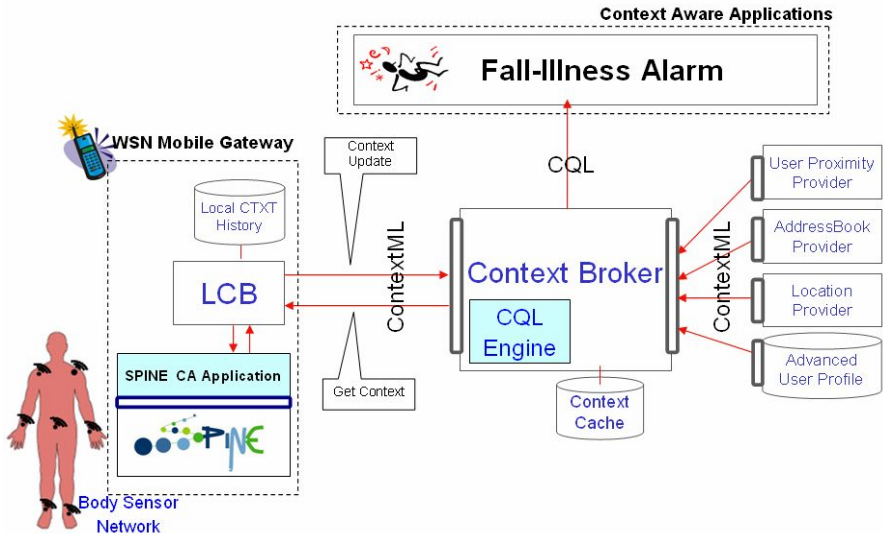 Context Aware Applications
Fall-Illness Alarm
WSN Mobile Gateway
Context
Update
CQL
User Proximity
Provider
Local CTXT
History
AddressBook
Provider
ContextML
ContextML
LCB
Context Broker
Location
Provider
CQL
Engine
SPINE CA Application
Get Context
Advanced
User Profile
Context
Cache
PINE
Body Sensor
Network